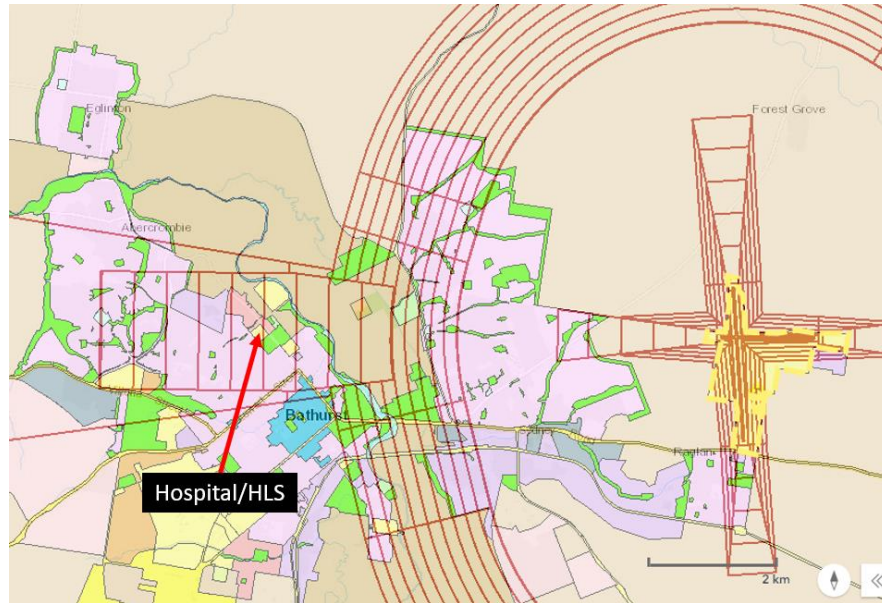 Eglinton
Forest Grove
Abercrombie
Bathurst
Raglan
Hospital/HLS
2 km